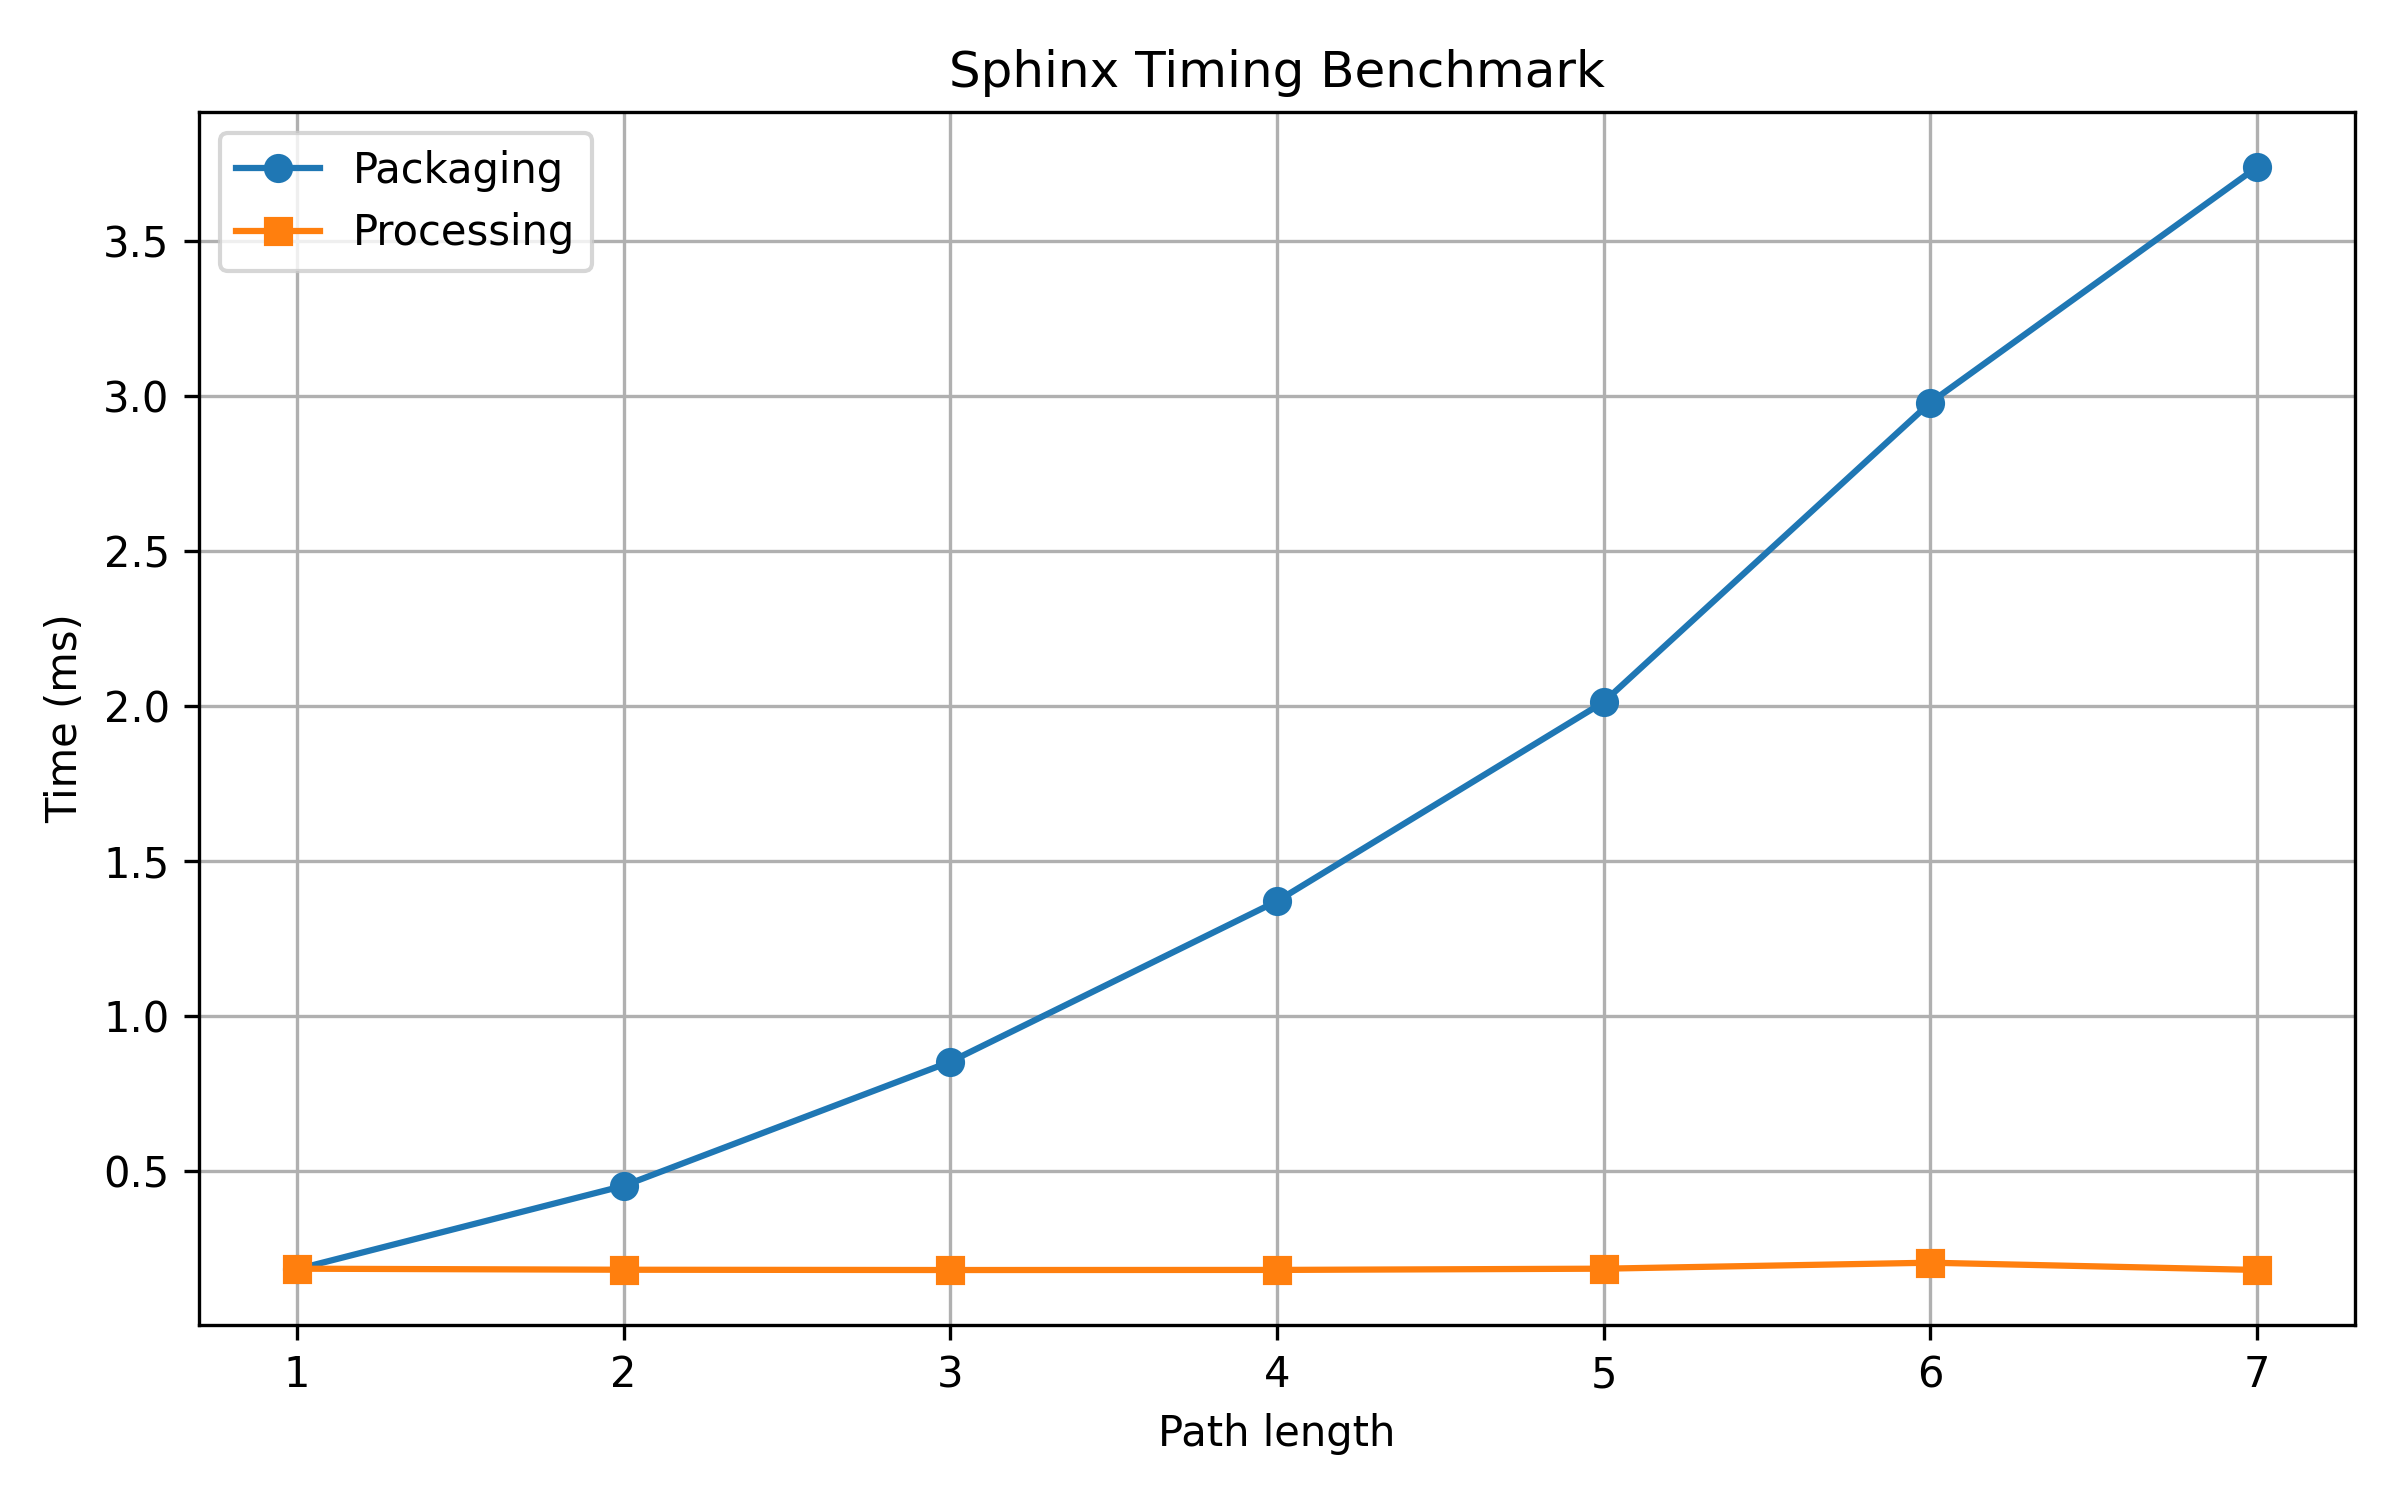 Sphinx Timing Benchmark
Packaging
Processing
3.5
3.0
2.5
2.0
1.5
1.0
0.5
Time (ms)
1 2 3 4 5 6 7
Path length